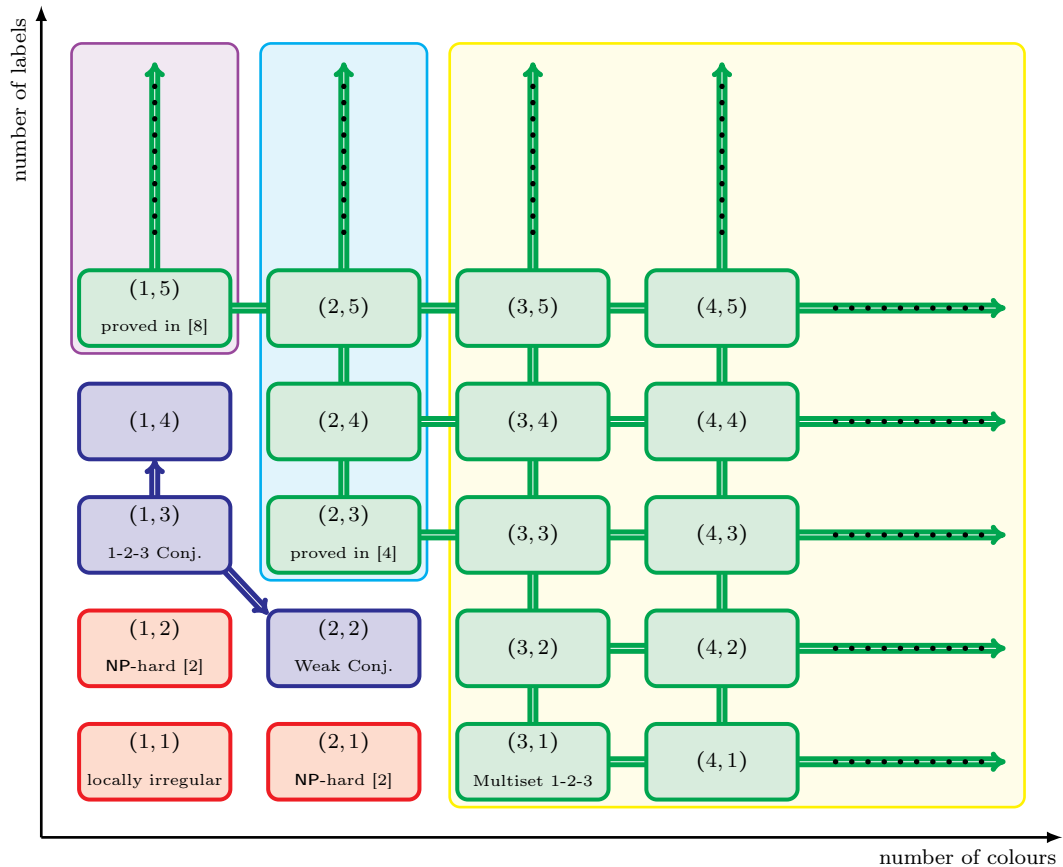 number of labels
(1, 5)
proved in [8]
(2, 5)
(3, 5)
(4, 5)
(1, 4)
(2, 4)
(3, 4)
(4, 4)
(1, 3)
1-2-3 Conj.
(2, 3)
proved in [4]
(3, 3)
(4, 3)
(1, 2)
NP-hard [2]
(2, 2)
Weak Conj.
(3, 2)
(4, 2)
(1, 1)
locally irregular
(2, 1)
NP-hard [2]
(3, 1)
Multiset 1-2-3
(4, 1)
number of colours